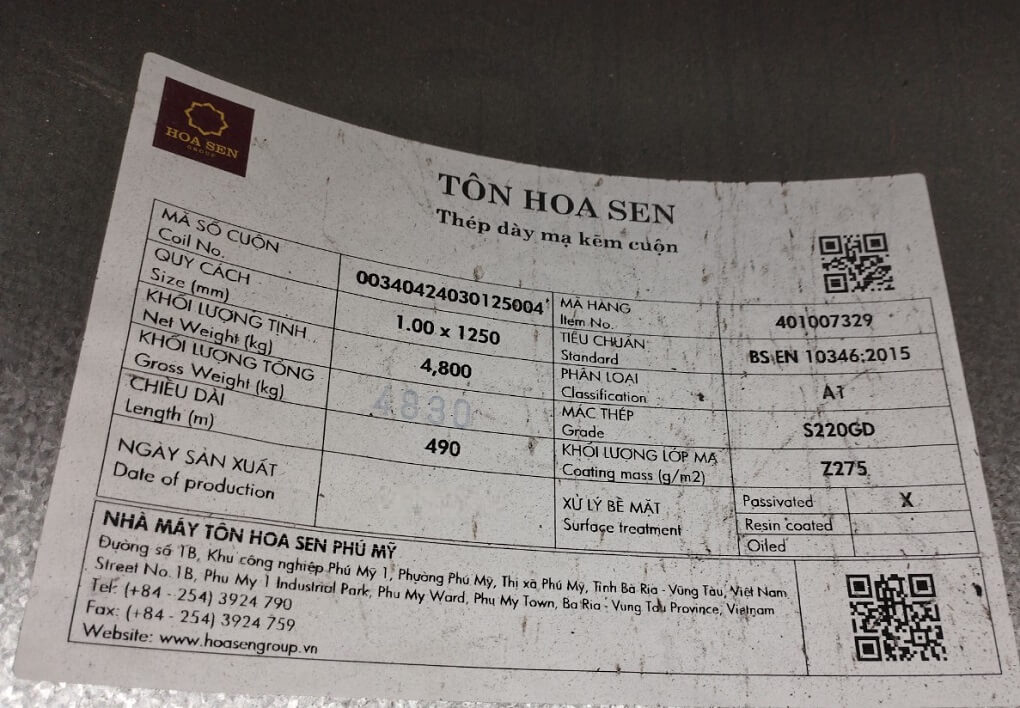 HOA SEN
GROUP
TÔN HOA SEN
Thép dày mạ kẽm cuộn
MÃ SỐ CUỘN
Coil No.
00340424030125004
QUY CÁCH
Size (mm)
1.00 x 1250
KHỐI LƯỢNG TỊNH
Net Weight (kg)
4,800
KHỐI LƯỢNG TỔNG
Gross Weight (kg)
4830
CHIỀU DÀI
Length (m)
490
NGÀY SẢN XUẤT
Date of production
MÃ HÀNG
Item No.
401007329
TIÊU CHUẨN
Standard
BS EN 10346:2015
PHÂN LOẠI
Classification
A1
MÁC THÉP
Grade
S220GD
KHỐI LƯỢNG LỚP MẠ
Coating mass (g/m2)
Z275
XỬ LÝ BỀ MẶT
Surface treatment
Passivated X
Resin coated
Oiled
NHÀ MÁY TÔN HOA SEN PHÚ MỸ
Đường số 1B, Khu công nghiệp Phú Mỹ 1, Phường Phú Mỹ, Thị xã Phú Mỹ, Tỉnh Bà Rịa - Vũng Tàu, Việt Nam
Street No. 1B, Phu My 1 Industrial Park, Phu My Ward, Phu My Town, Ba Ria - Vung Tau Province, Vietnam
Tel: (+84 - 254) 3924 790
Fax: (+84 - 254) 3924 759
Website: www.hoasengroup.vn